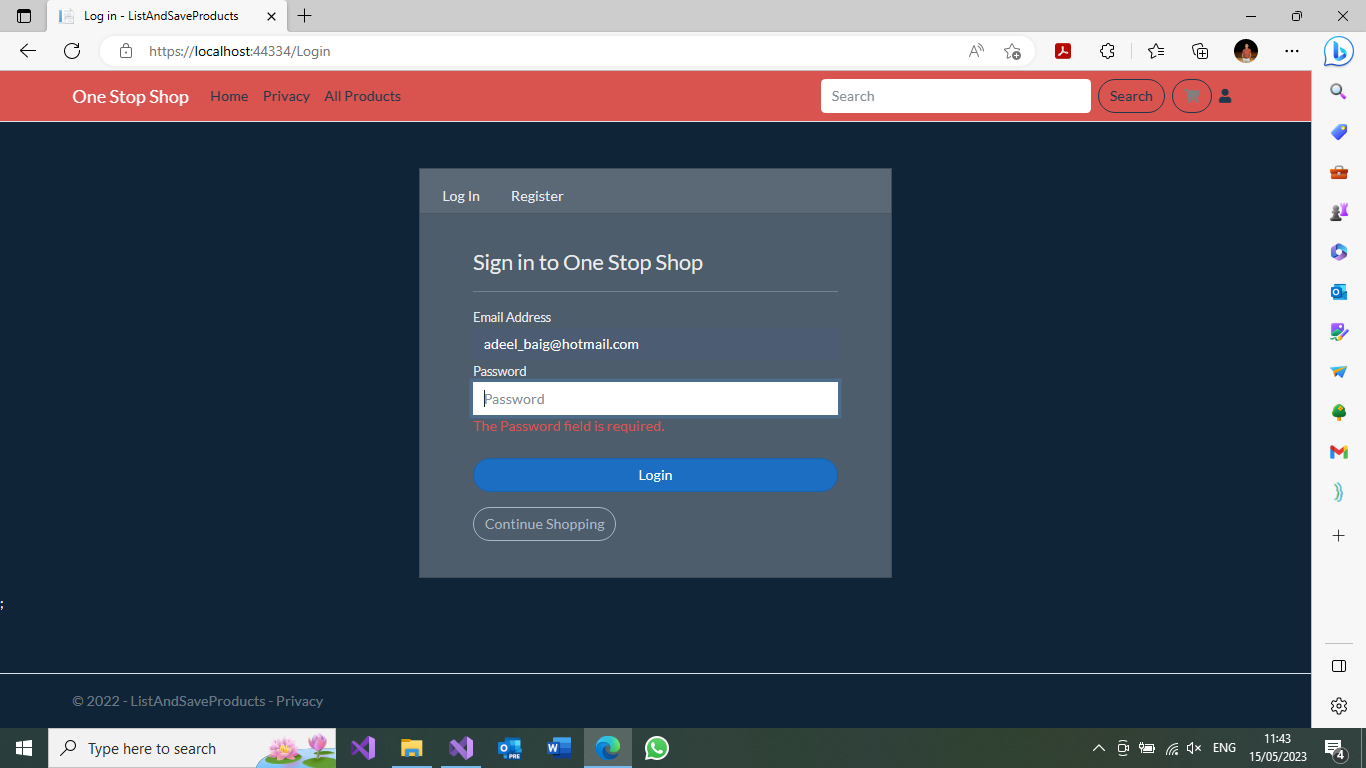 Log in - ListAndSaveProducts
https://localhost:44334/Login
One Stop Shop Home Privacy All Products Search Search
Log In Register
Sign in to One Stop Shop
Email Address
adeel_baig@hotmail.com
Password
Password
The Password field is required.
Login
Continue Shopping
;
© 2022 - ListAndSaveProducts - Privacy
Type here to search
PRE
ENG
11:43
15/05/2023
4